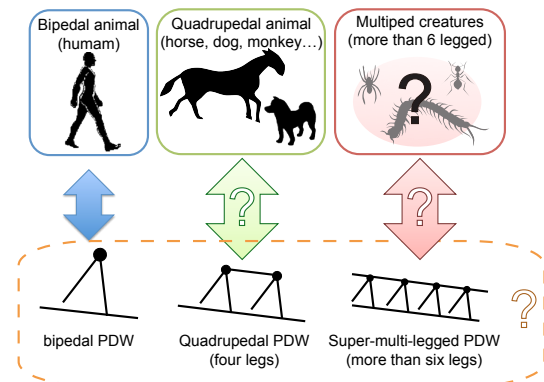 Bipedal animal
(humam)
Quadrupedal animal
(horse, dog, monkey…)
Multiped creatures
(more than 6 legged)
?
?
?
bipedal PDW
Quadrupedal PDW
(four legs)
Super-multi-legged PDW
(more than six legs)
?